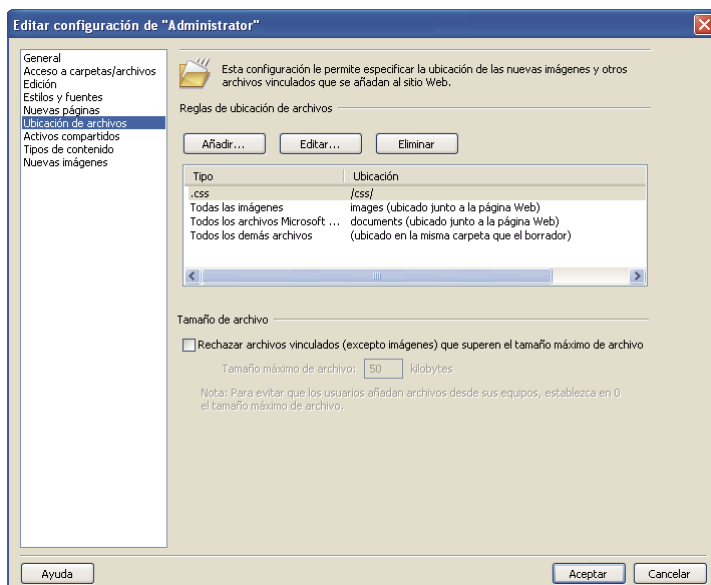 Editar configuración de "Administrator"
General
Acceso a carpetas/archivos
Edición
Estilos y fuentes
Nuevas páginas
Ubicación de archivos
Activos compartidos
Tipos de contenido
Nuevas imágenes
Esta configuración le permite especificar la ubicación de las nuevas imágenes y otros
archivos vinculados que se añadan al sitio Web.
Reglas de ubicación de archivos
Añadir... Editar... Eliminar
Tipo Ubicación
.css /css/
Todas las imágenes images (ubicado junto a la página Web)
Todos los archivos Microsoft ... documents (ubicado junto a la página Web)
Todos los demás archivos (ubicado en la misma carpeta que el borrador)
Tamaño de archivo
Rechazar archivos vinculados (excepto imágenes) que superen el tamaño máximo de archivo
Tamaño máximo de archivo: 50 kilobytes
Nota: Para evitar que los usuarios añadan archivos desde sus equipos, establezca en 0
el tamaño máximo de archivo.
Ayuda Aceptar Cancelar